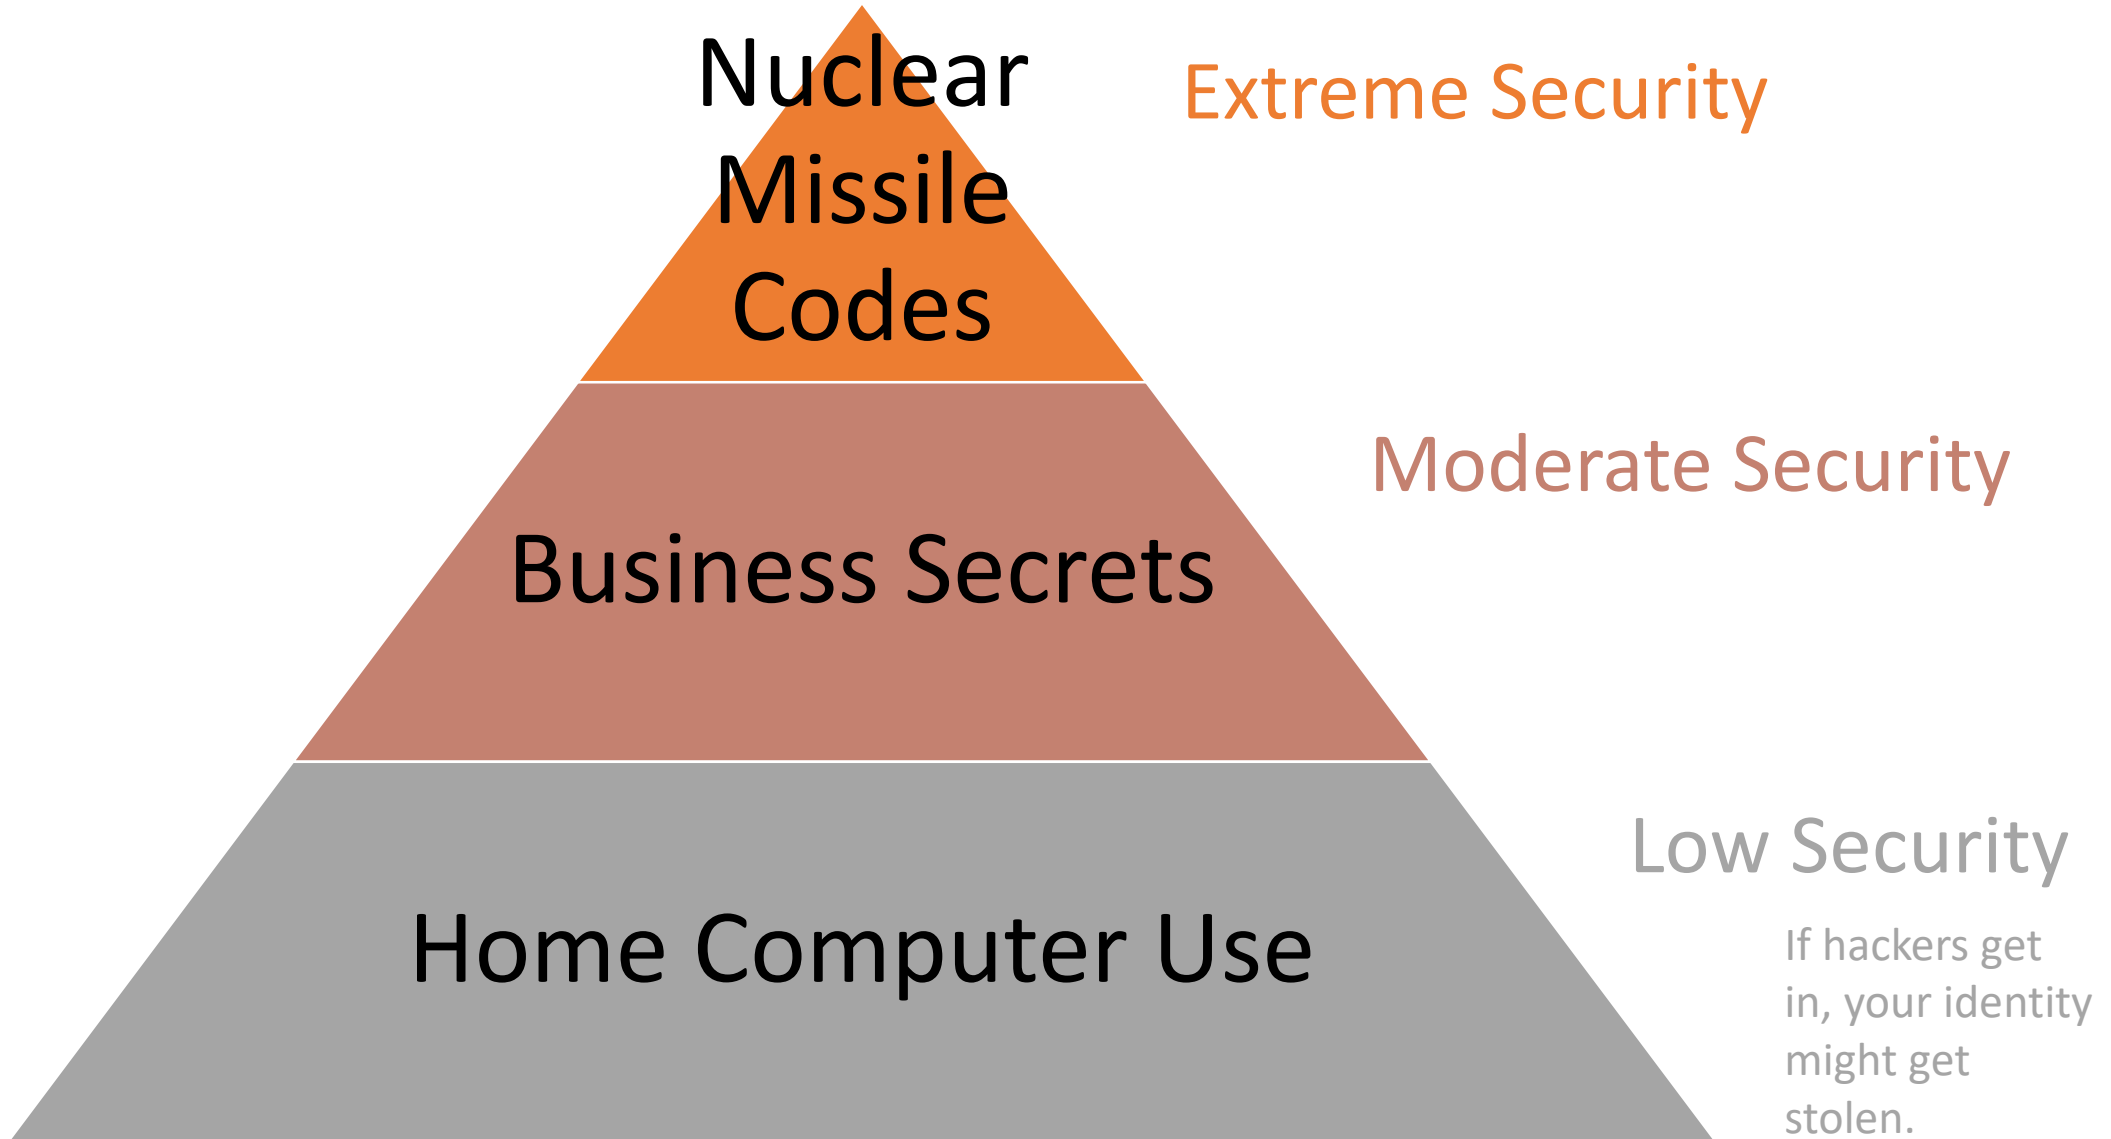 Nuclear
Missile
Codes
Extreme Security
Business Secrets
Moderate Security
Home Computer Use
Low Security
If hackers get
in, your identity
might get
stolen.